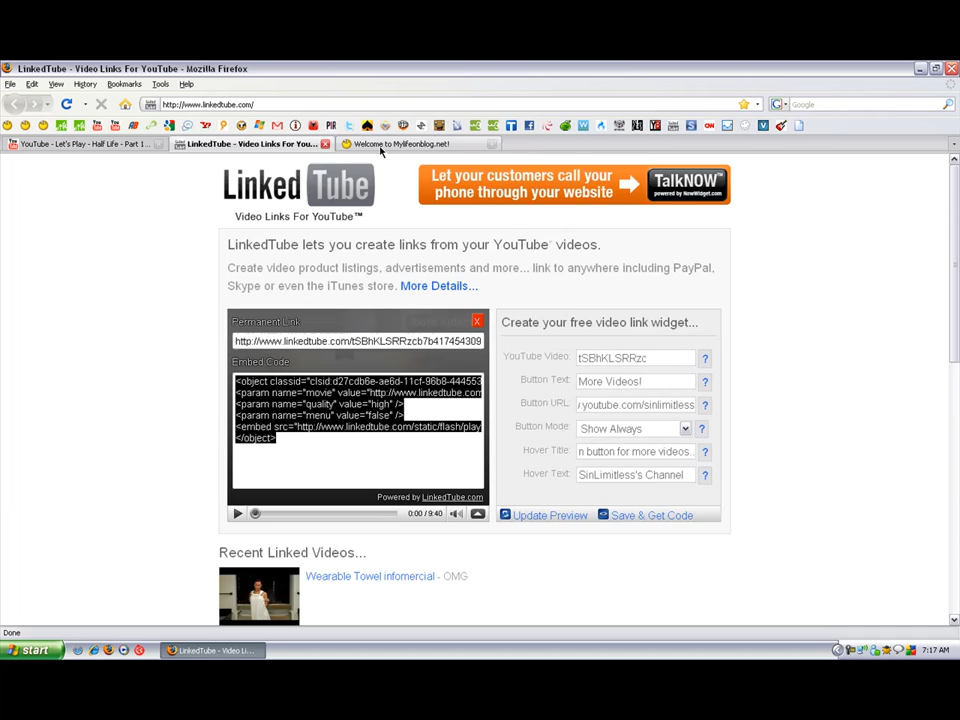 LinkedTube - Video Links For YouTube - Mozilla Firefox
File Edit View History Bookmarks Tools Help
http://www.linkedtube.com/
Google
YouTube - Let's Play - Half Life - Part 1...
LinkedTube - Video Links For You...
Welcome to Mylifeonblog.net!
LinkedTube
Video Links For YouTube™
Let your customers call your
phone through your website
TalkNOW
powered by NowWidget.com
LinkedTube lets you create links from your YouTube™ videos.
Create video product listings, advertisements and more... link to anywhere including PayPal,
Skype or even the iTunes store. More Details...
Permanent Link
X
http://www.linkedtube.com/tSBhKLSRRzcb7b417454309
Embed Code:
<object classid="clsid:d27cdb6e-ae6d-11cf-96b8-444553
<param name="movie" value="http://www.linkedtube.com
<param name="quality" value="high" />
<param name="menu" value="false" />
<embed src="http://www.linkedtube.com/static/flash/play
</object>
Powered by LinkedTube.com
0:00 / 9:40
Create your free video link widget...
YouTube Video: tSBhKLSRRzc ?
Button Text: More Videos! ?
Button URL: /.youtube.com/sinlimitless ?
Button Mode: Show Always ?
Hover Title: n button for more videos.. ?
Hover Text: SinLimitless's Channel ?
Update Preview Save & Get Code
Recent Linked Videos...
Wearable Towel infomercial - OMG
Done
start
LinkedTube - Video Li...
7:17 AM